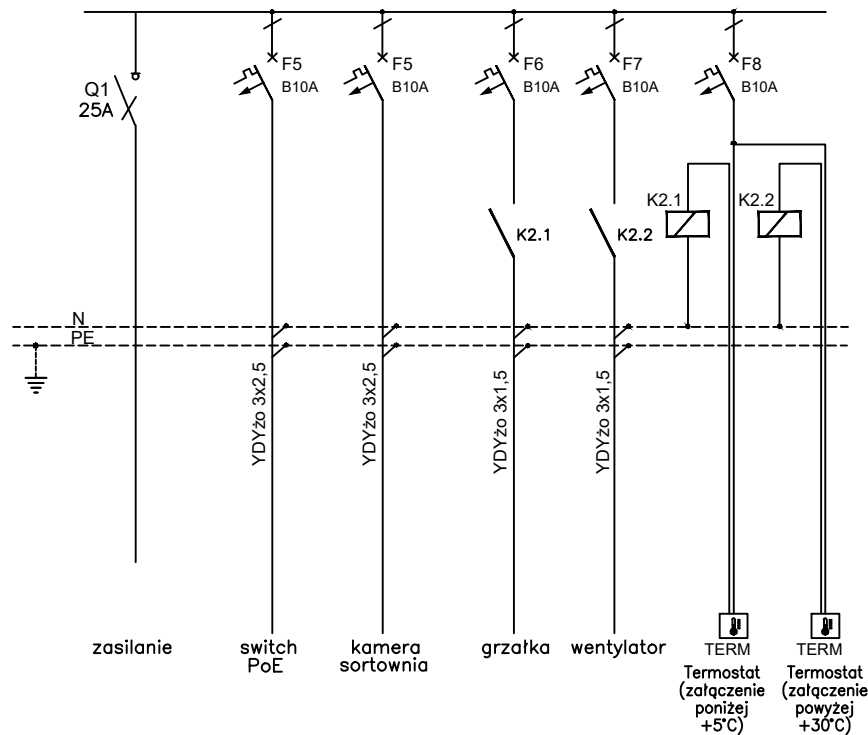 Q1
25A
F5
B10A
F5
B10A
F6
B10A
F7
B10A
F8
B10A
K2.1
K2.2
K2.1
K2.2
N
PE
YDYżo 3x2,5
YDYżo 3x2,5
YDYżo 3x1,5
YDYżo 3x1,5
zasilanie
switch
PoE
kamera
sortownia
grzałka
wentylator
TERM
Termostat
(załączenie
poniżej
+5°C)
TERM
Termostat
(załączenie
powyżej
+30°C)